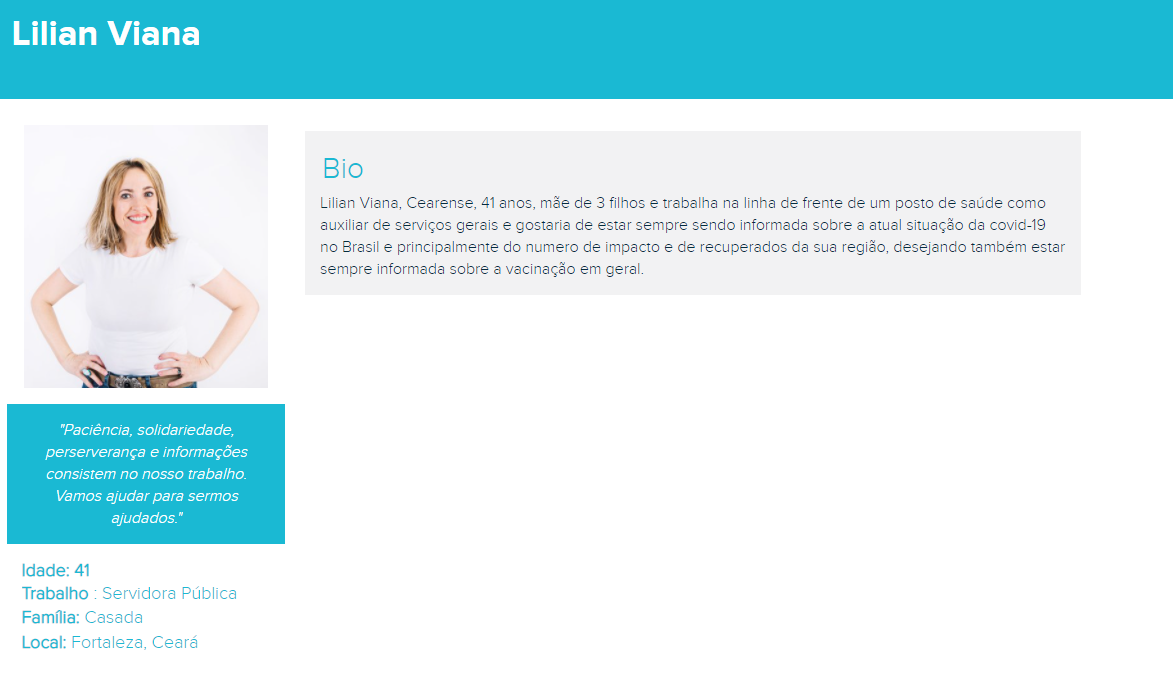 Lilian Viana
Bio
Lilian Viana, Cearense, 41 anos, mãe de 3 filhos e trabalha na linha de frente de um posto de saúde como
auxiliar de serviços gerais e gostaria de estar sempre sendo informada sobre a atual situação da covid-19
no Brasil e principalmente do numero de impacto e de recuperados da sua região, desejando também estar
sempre informada sobre a vacinação em geral.
"Paciência, solidariedade,
perserverança e informações
consistem no nosso trabalho.
Vamos ajudar para sermos
ajudados."
Idade: 41
Trabalho : Servidora Pública
Família: Casada
Local: Fortaleza, Ceará